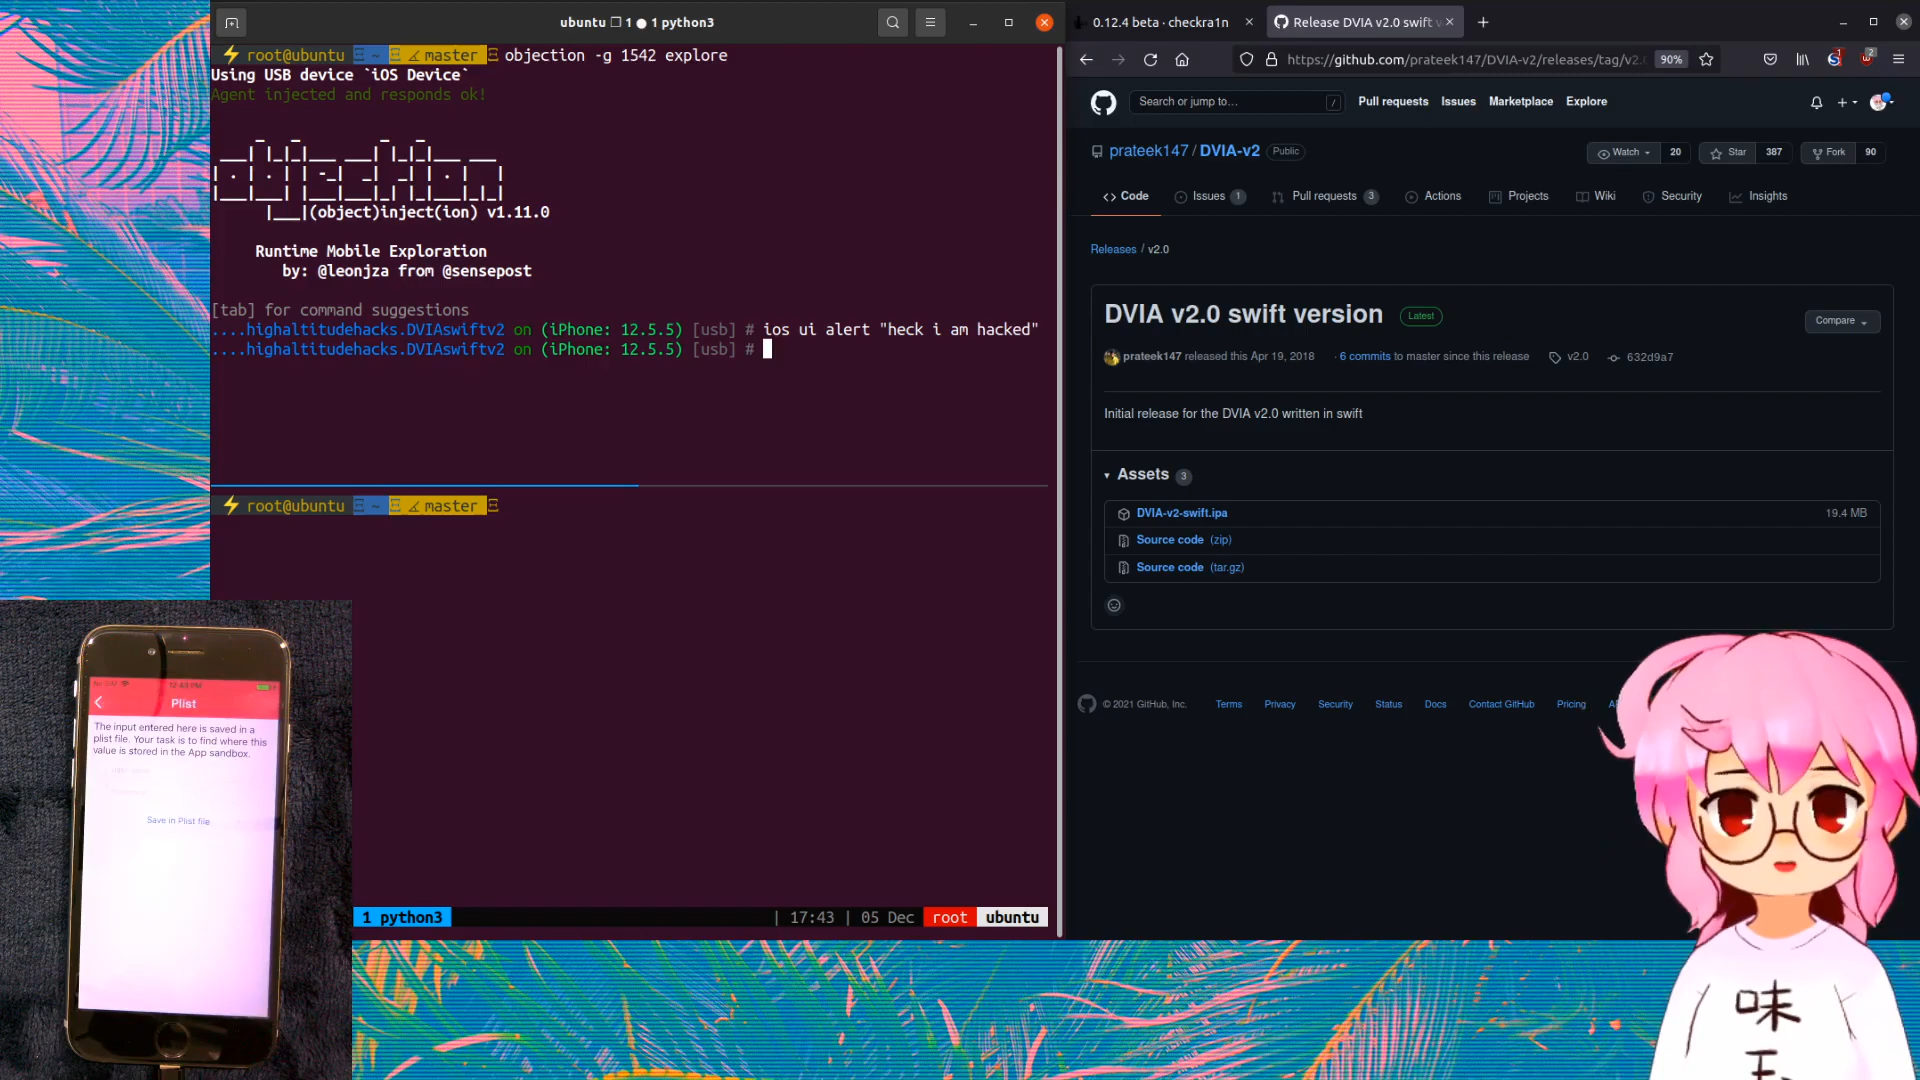 ubuntu ❐ 1 ● 1 python3
root@ubuntu ~ master objection -g 1542 explore
Using USB device `iOS Device`
Agent injected and responds ok!
|___|(object)inject(ion) v1.11.0
Runtime Mobile Exploration
by: @leonjza from @sensepost
[tab] for command suggestions
....highaltitudehacks.DVIAswiftv2 on (iPhone: 12.5.5) [usb] # ios ui alert "heck i am hacked"
....highaltitudehacks.DVIAswiftv2 on (iPhone: 12.5.5) [usb] #
root@ubuntu ~ master
1 python3 | 17:43 | 05 Dec root ubuntu
Plist
The input entered here is saved in a
plist file. Your task is to find where this
value is stored in the App sandbox.
Save in Plist file
0.12.4 beta - checkra1n
Release DVIA v2.0 swift v
https://github.com/prateek147/DVIA-v2/releases/tag/v2.
90%
1
2
Search or jump to…
/
Pull requests Issues Marketplace Explore
prateek147 / DVIA-v2 Public
Watch 20 Star 387 Fork 90
Code Issues 1 Pull requests 3 Actions Projects Wiki Security Insights
Releases / v2.0
DVIA v2.0 swift version Latest
Compare
prateek147 released this Apr 19, 2018 · 6 commits to master since this release v2.0 632d9a7
Initial release for the DVIA v2.0 written in swift
Assets 3
DVIA-v2-swift.ipa 19.4 MB
Source code (zip)
Source code (tar.gz)
© 2021 GitHub, Inc. Terms Privacy Security Status Docs Contact GitHub Pricing
味